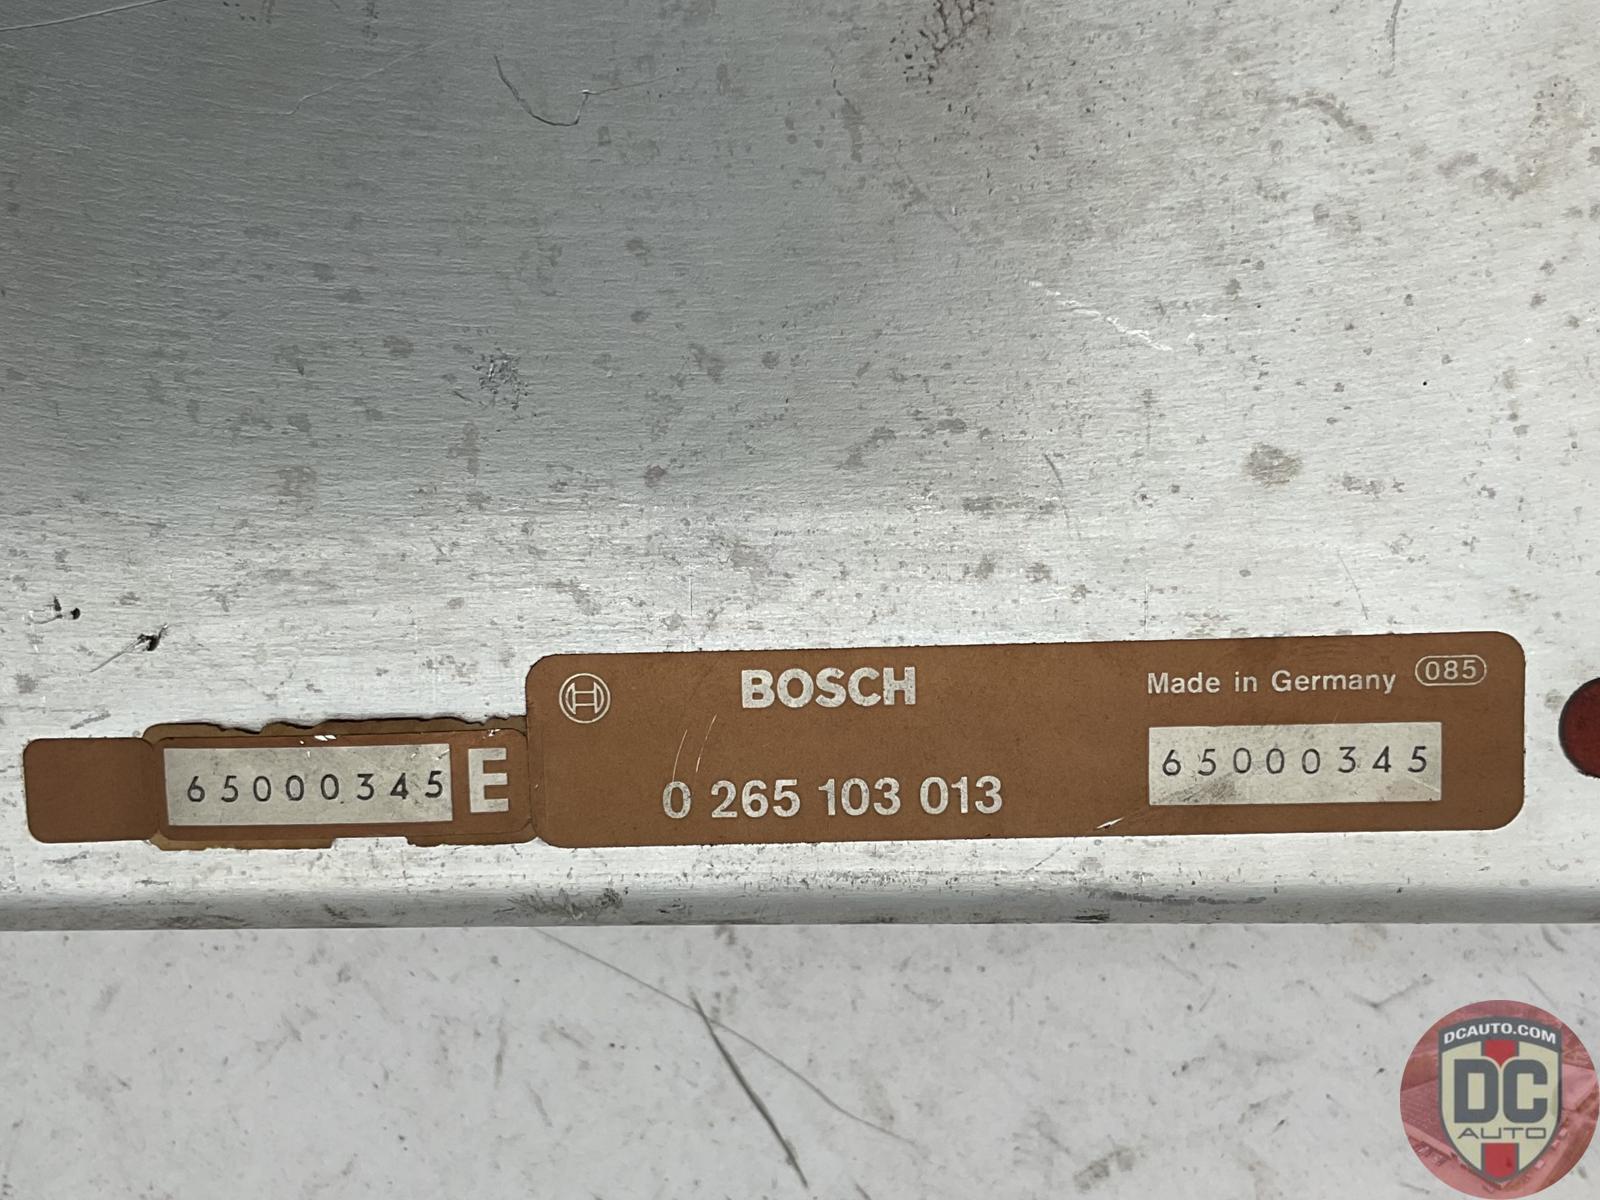 BOSCH
Made in Germany 085
65000345 E
0 265 103 013
65000345
DCAUTO.COM
DC
AUTO